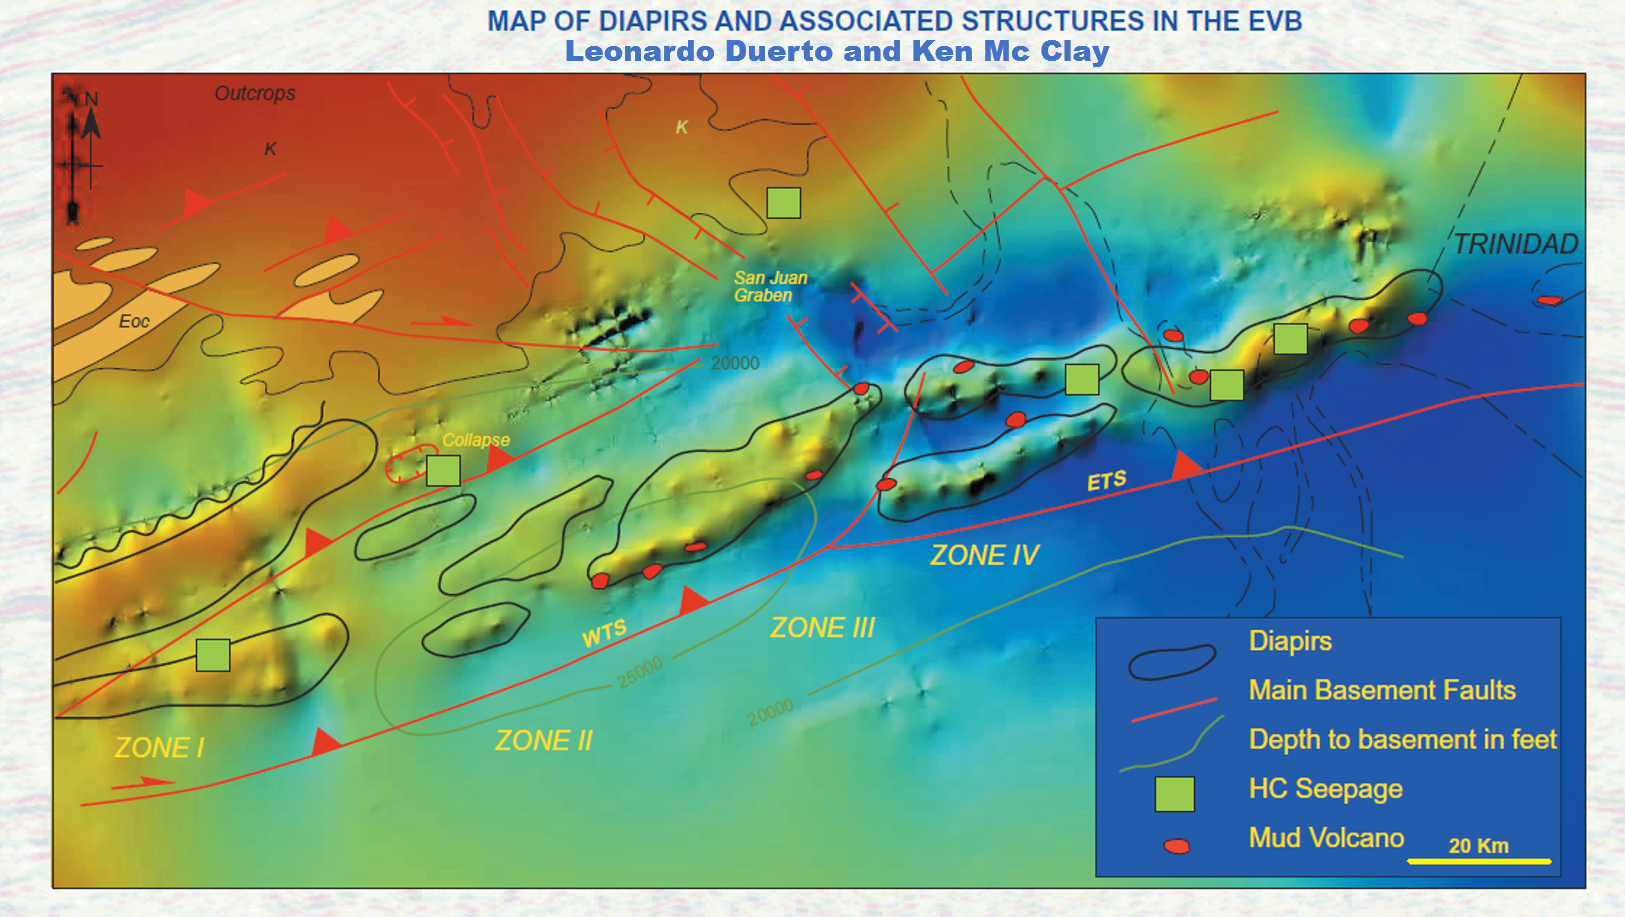 MAP OF DIAPIRS AND ASSOCIATED STRUCTURES IN THE EVB
Leonardo Duerto and Ken Mc Clay
N
Outcrops
K
K
TRINIDAD
San Juan
Graben
Eoc
20000
Collapse
ETS
ZONE IV
WTS
ZONE III
25000
20000
ZONE II
ZONE I
Diapirs
Main Basement Faults
Depth to basement in feet
HC Seepage
Mud Volcano
20 Km